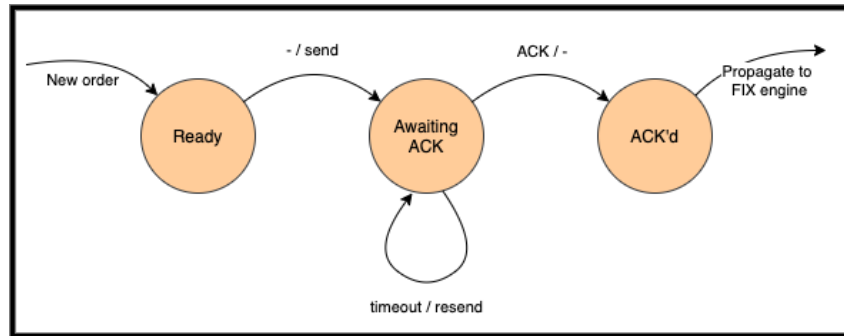 - / send
ACK / -
New order
Propagate to
FIX engine
Ready
Awaiting
ACK
ACK'd
timeout / resend